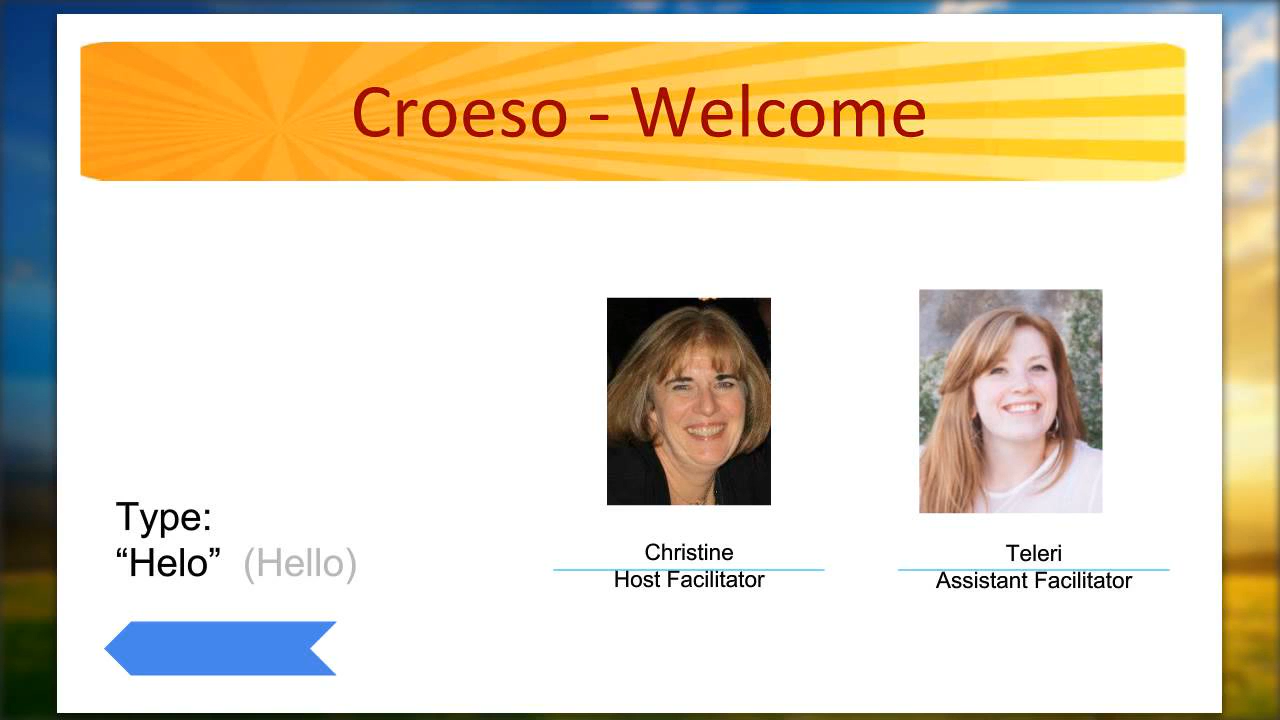 Croeso - Welcome
Type:
“Helo” (Hello)
Christine
Host Facilitator
Teleri
Assistant Facilitator